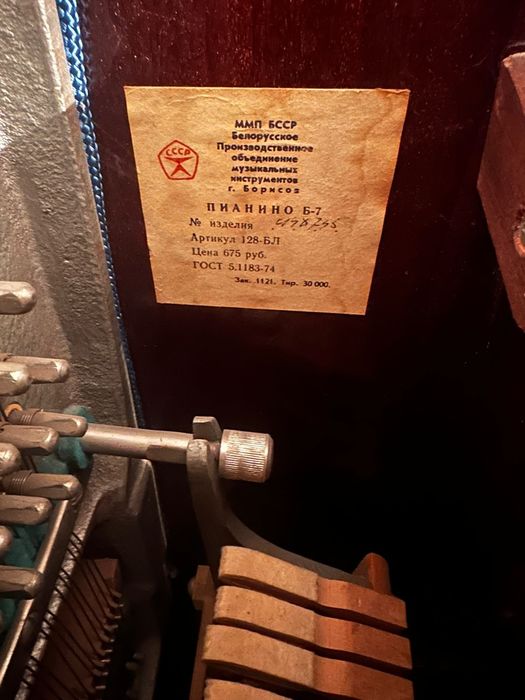 ММП БССР
Белорусское
Производственное
объединение
музыкальных
инструментов
г. Борисов
СССР
ПИАНИНО Б-7
№ изделия
Артикул 128-БЛ
Цена 675 руб.
ГОСТ 5.1183-74
Зак. 1121. Тир. 30 000.